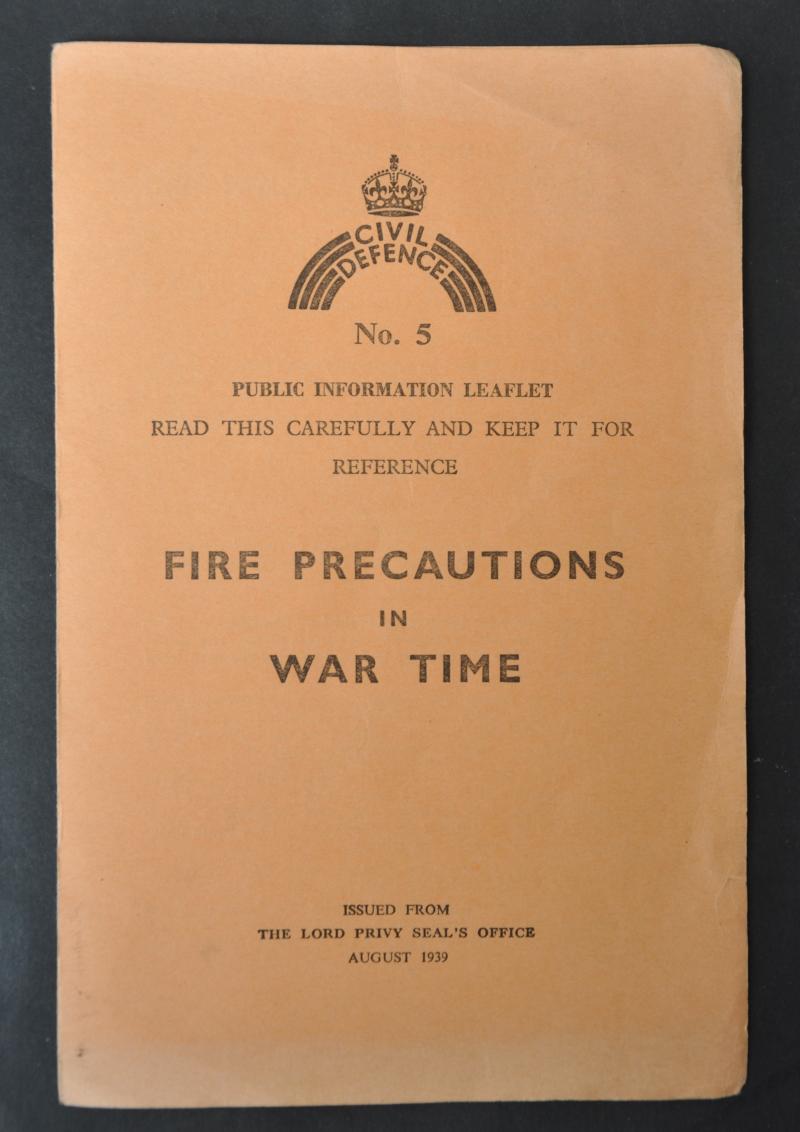 CIVIL
DEFENCE
No. 5
PUBLIC INFORMATION LEAFLET
READ THIS CAREFULLY AND KEEP IT FOR
REFERENCE
FIRE PRECAUTIONS
IN
WAR TIME
ISSUED FROM
THE LORD PRIVY SEAL'S OFFICE
AUGUST 1939